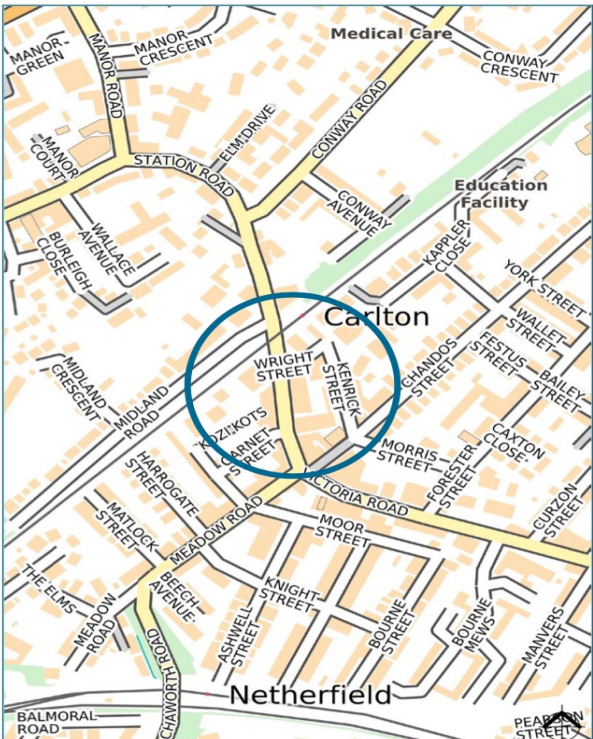 MANOR
GREEN
MANOR ROAD
MANOR
CRESCENT
Medical Care
CONWAY
CRESCENT
MANOR
COURT
STATION ROAD
ELM DRIVE
CONWAY ROAD
WALLACE
AVENUE
BURLEIGH
CLOSE
CONWAY
AVENUE
Education
Facility
KAPPLER
CLOSE
YORK STREET
Carlton
WALLET
STREET
FESTUS
STREET
BAILEY
STREET
MIDLAND
CRESCENT
MIDLAND
ROAD
WRIGHT
STREET
KENRICK
STREET
CHANDOS
STREET
KOZI KOTS
GARNET
STREET
MORRIS
STREET
CAXTON
CLOSE
FORESTER
STREET
CURZON
STREET
HARROGATE
STREET
VICTORIA ROAD
MATLOCK
STREET
MEADOW ROAD
MOOR
STREET
THE ELMS
BEECH
AVENUE
KNIGHT
STREET
MEADOW
ROAD
ASHWELL
STREET
BOURNE
STREET
BOURNE
MEWS
MANVERS
STREET
CHAWORTH ROAD
Netherfield
BALMORAL
ROAD
PEARSON
STREET